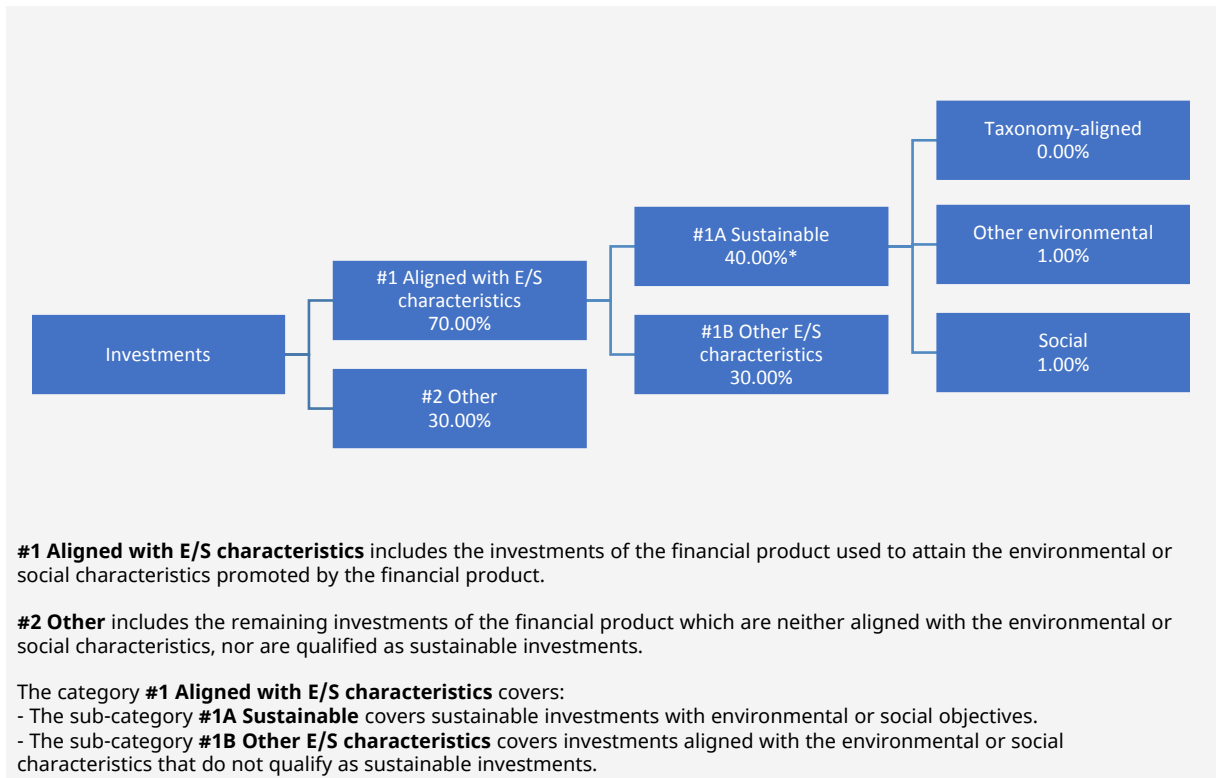 Taxonomy-aligned
0.00%
#1A Sustainable
40.00%*
Other environmental
1.00%
#1 Aligned with E/S
characteristics
70.00%
Investments
#1B Other E/S
characteristics
30.00%
Social
1.00%
#2 Other
30.00%
#1 Aligned with E/S characteristics includes the investments of the financial product used to attain the environmental or
social characteristics promoted by the financial product.
#2 Other includes the remaining investments of the financial product which are neither aligned with the environmental or
social characteristics, nor are qualified as sustainable investments.
The category #1 Aligned with E/S characteristics covers:
- The sub-category #1A Sustainable covers sustainable investments with environmental or social objectives.
- The sub-category #1B Other E/S characteristics covers investments aligned with the environmental or social
characteristics that do not qualify as sustainable investments.